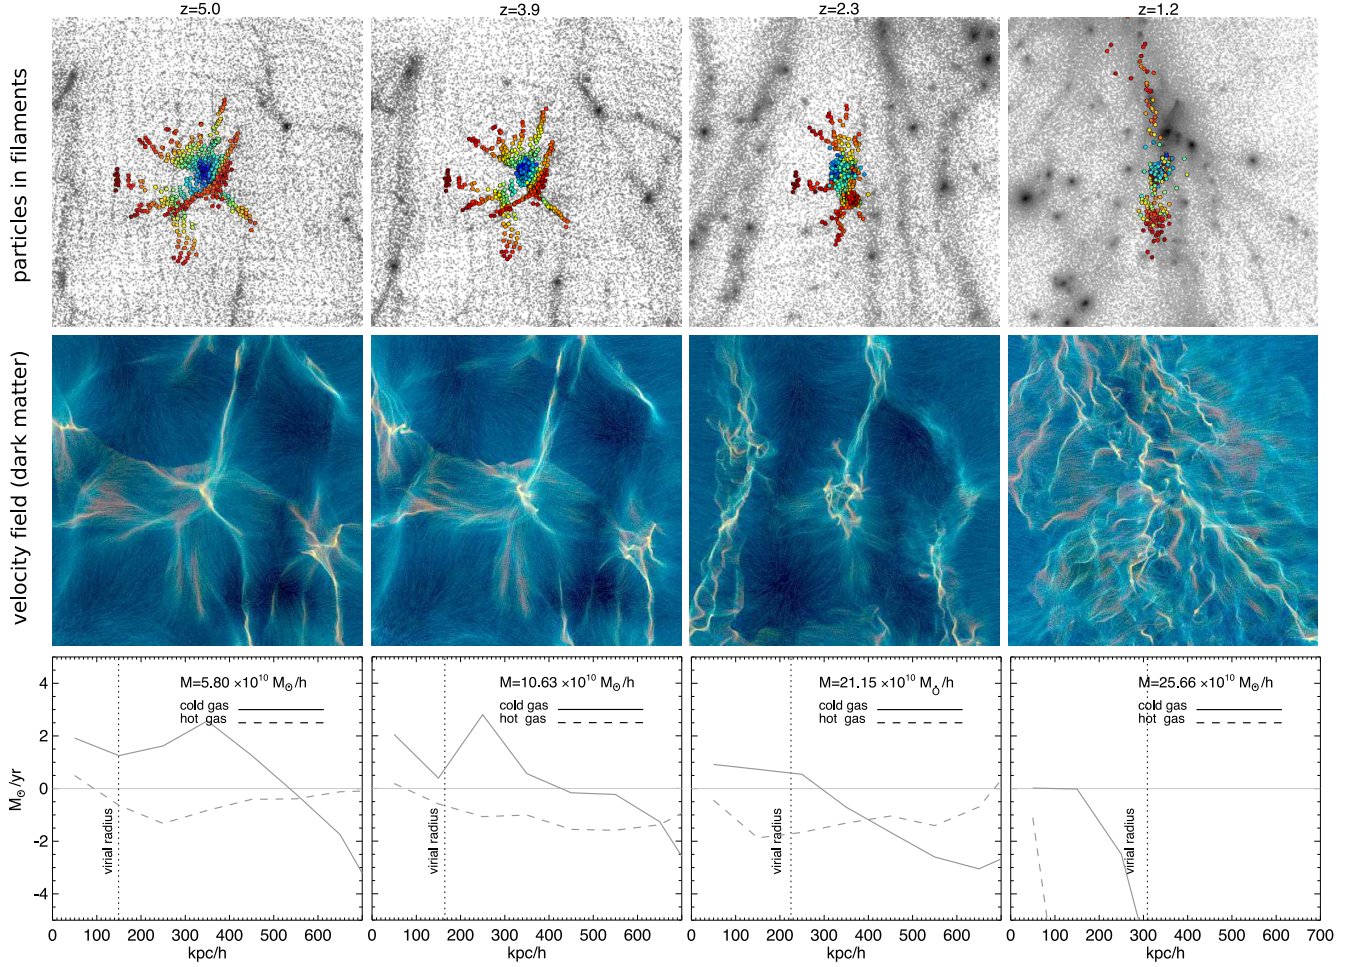 z=5.0 z=3.9 z=2.3 z=1.2
particles in filaments
velocity field (dark matter)
M=5.80 ×10¹⁰ M⊙/h
cold gas
hot gas
virial radius
M=10.63 ×10¹⁰ M⊙/h
cold gas
hot gas
virial radius
M=21.15 ×10¹⁰ M⊙/h
cold gas
hot gas
virial radius
M=25.66 ×10¹⁰ M⊙/h
cold gas
hot gas
virial radius
M⊙/yr
4
2
0
-2
-4
0 100 200 300 400 500 600 0 100 200 300 400 500 600 0 100 200 300 400 500 600 0 100 200 300 400 500 600 700
kpc/h kpc/h kpc/h kpc/h